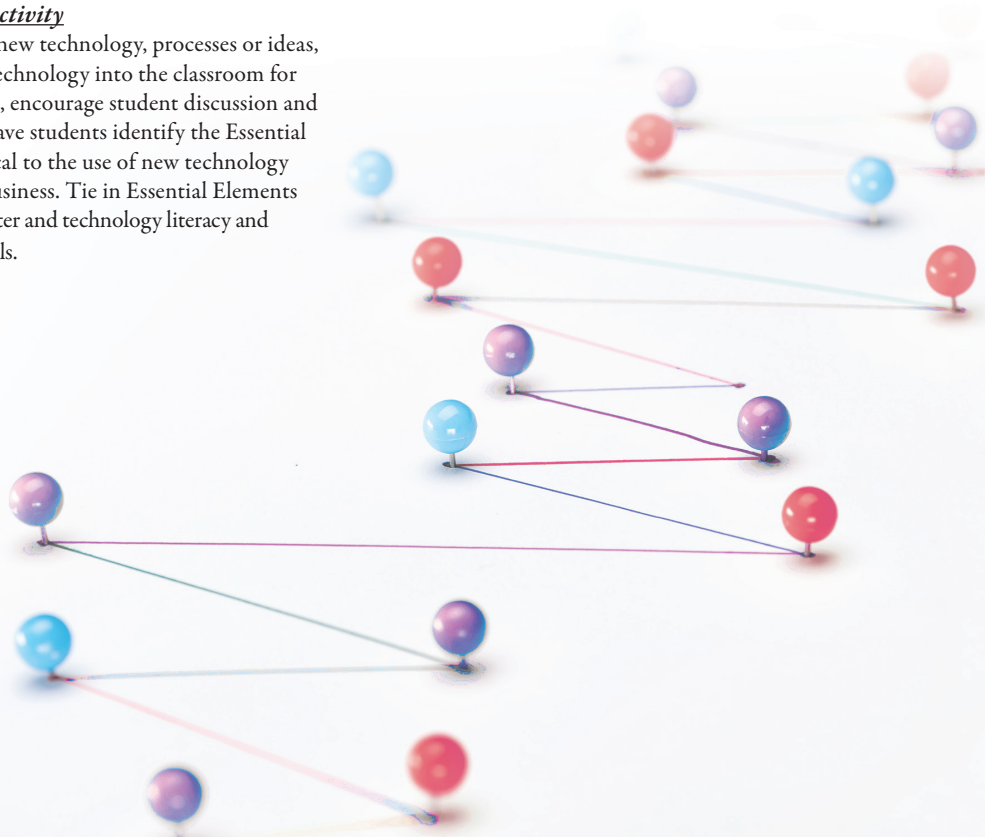 ctivity
new technology, processes or ideas,
echnology into the classroom for
, encourage student discussion and
ave students identify the Essential
cal to the use of new technology
usiness. Tie in Essential Elements
ter and technology literacy and
ls.